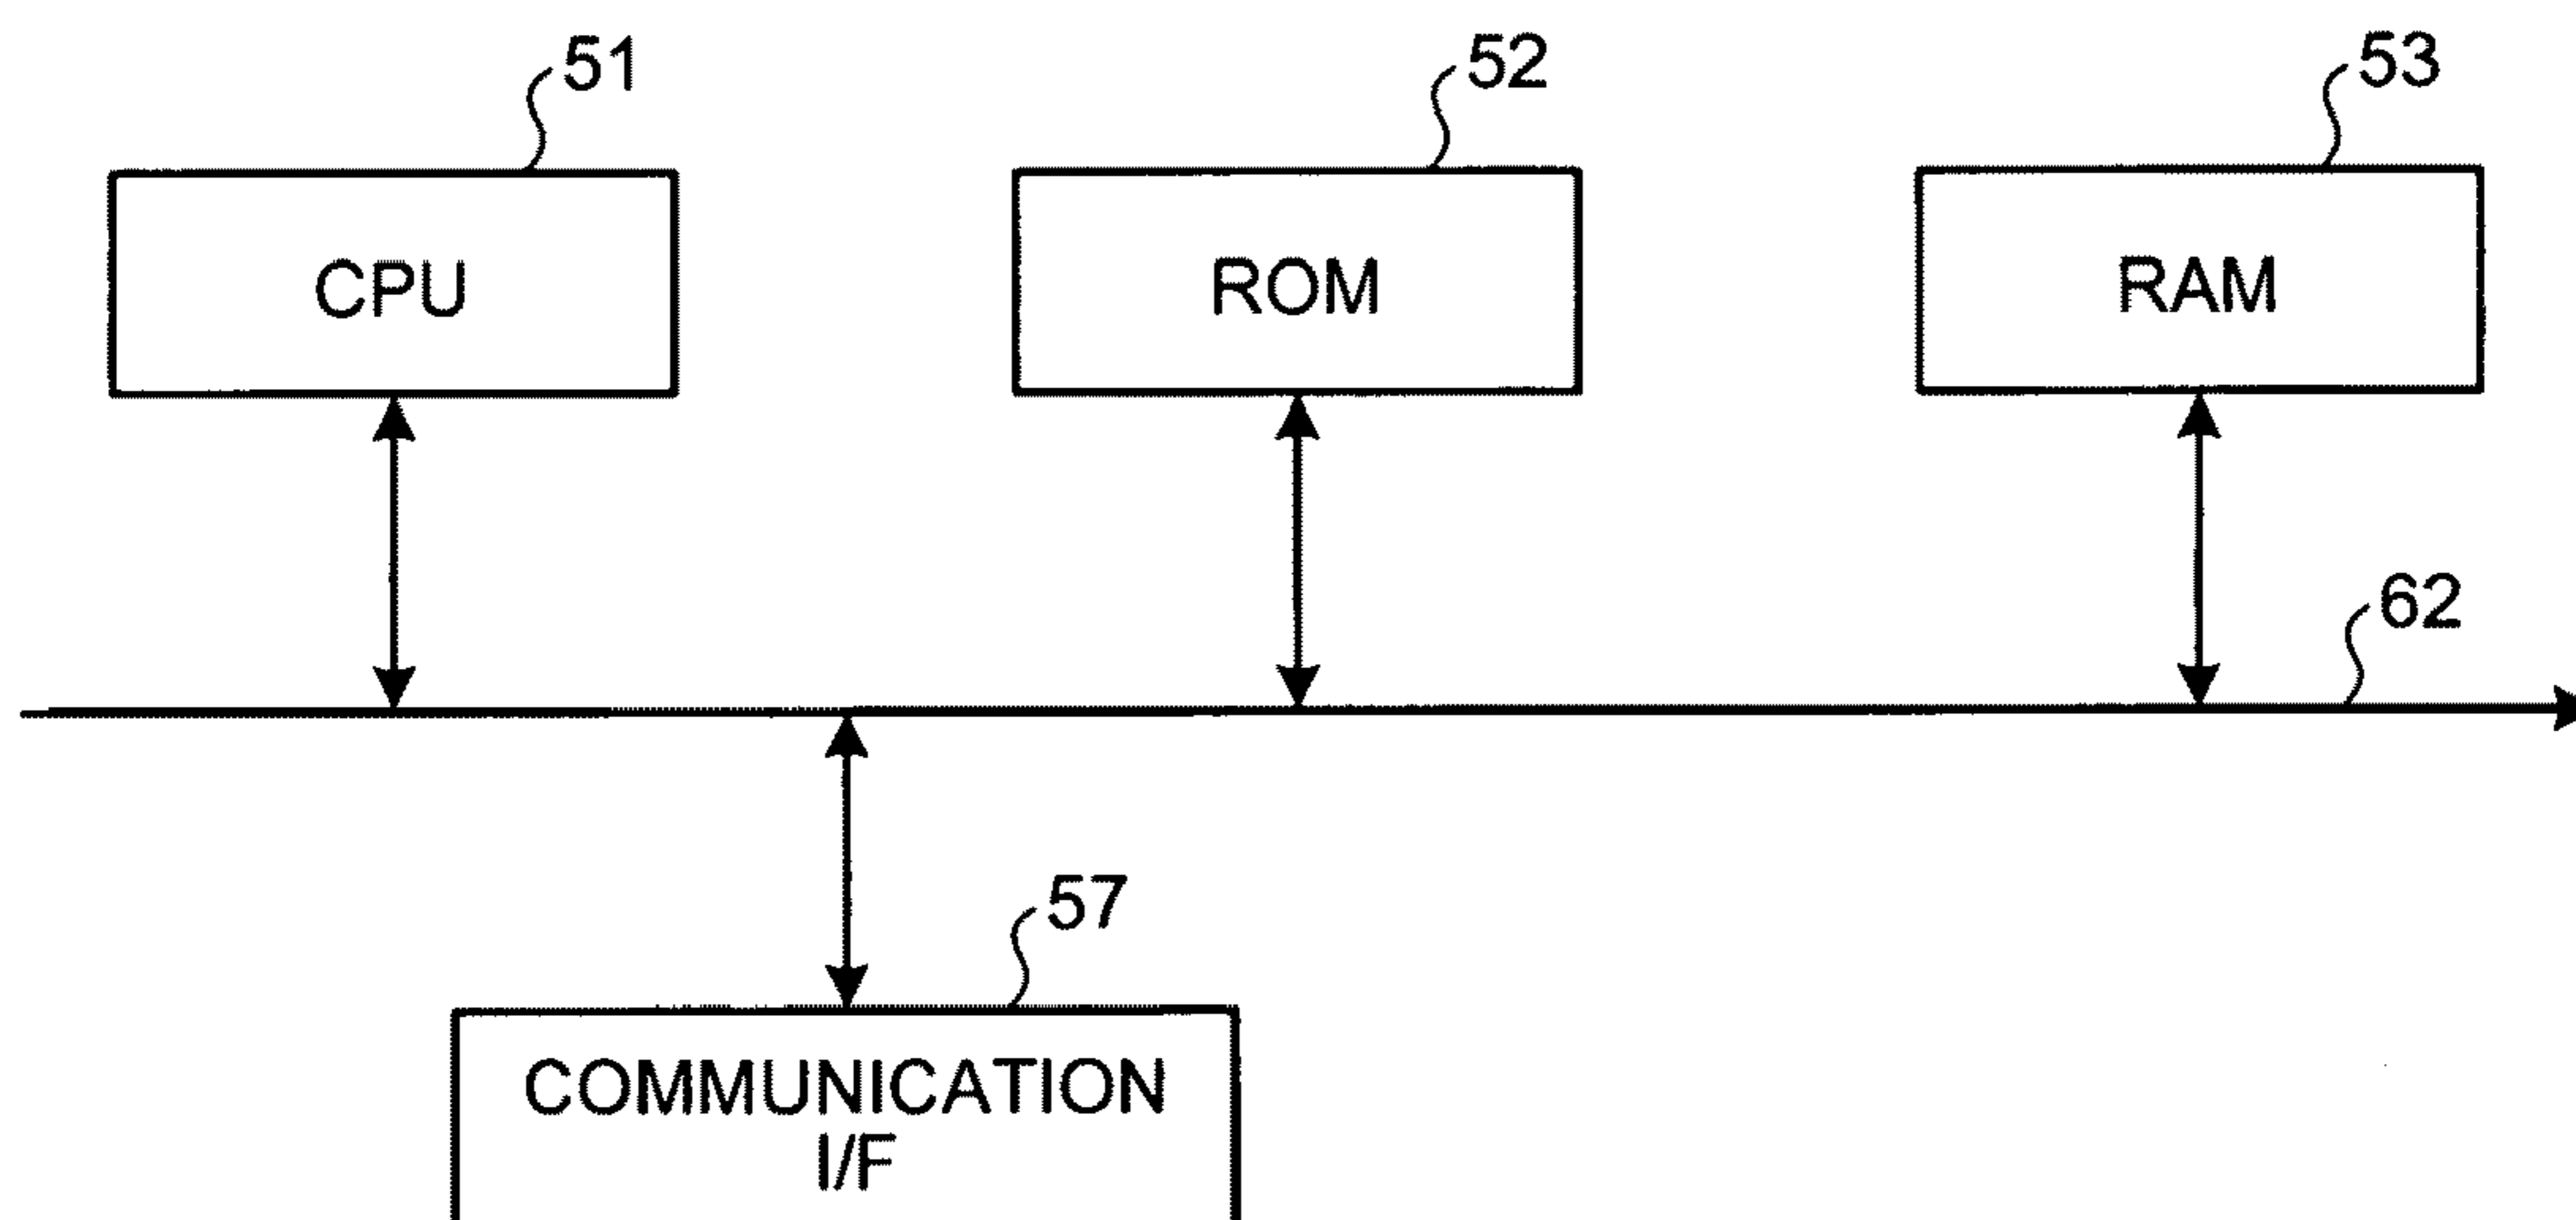 51
52
53
CPU
ROM
RAM
62
57
COMMUNICATION
I/F